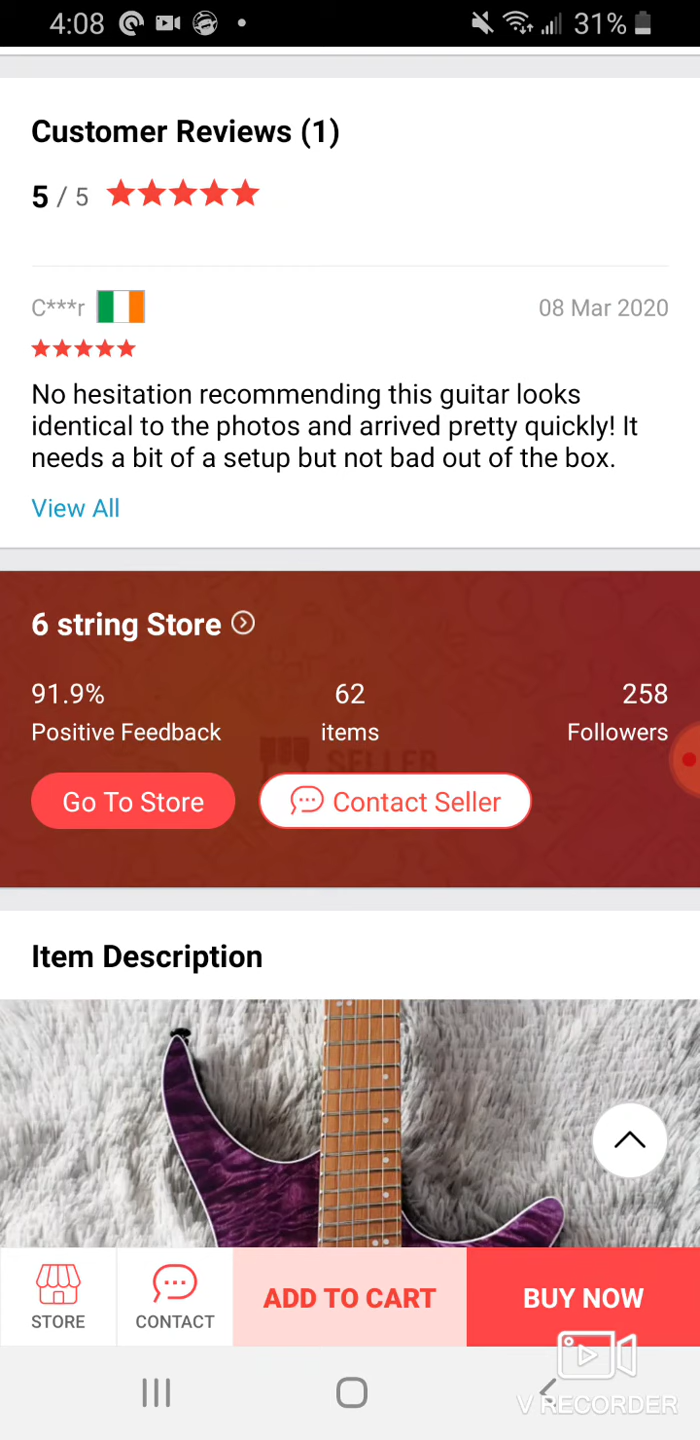 4:08
31%
Customer Reviews (1)
5 / 5
C***r
08 Mar 2020
No hesitation recommending this guitar looks
identical to the photos and arrived pretty quickly! It
needs a bit of a setup but not bad out of the box.
View All
6 string Store
91.9%
62
258
Positive Feedback
items
Followers
SELLER
Go To Store
Contact Seller
Item Description
STORE
CONTACT
ADD TO CART
BUY NOW
V RECORDER